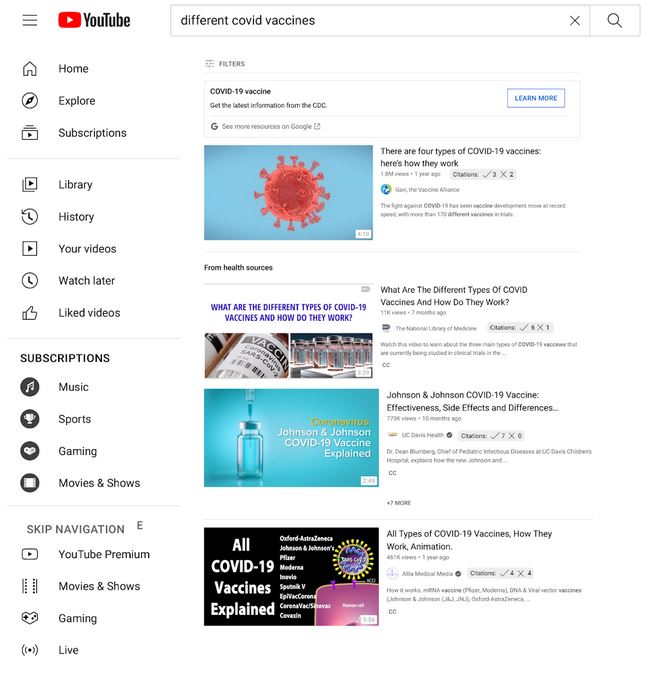 YouTube
different covid vaccines
Home
Explore
Subscriptions
Library
History
Your videos
Watch later
Liked videos
SUBSCRIPTIONS
Music
Sports
Gaming
Movies & Shows
SKIP NAVIGATION E
YouTube Premium
Movies & Shows
Gaming
Live
FILTERS
COVID-19 vaccine
Get the latest information from the CDC.
LEARN MORE
See more resources on Google
4:10
There are four types of COVID-19 vaccines:
here's how they work
1.8M views • 1 year ago Citations: 3 2
Gavi, the Vaccine Alliance
The fight against COVID-19 has seen vaccine development move at record
speed, with more than 170 different vaccines in trials.
From health sources
WHAT ARE THE DIFFERENT TYPES OF COVID-19
VACCINES AND HOW DO THEY WORK?
VACCINE
Coronavirus
SARS-CoV-2
3:29
What Are The Different Types Of COVID
Vaccines And How Do They Work?
11K views • 7 months ago
The National Library of Medicine Citations: 6 1
Watch this video to learn about the three main types of COVID-19 vaccines that
are currently being studied in clinical trials in the ...
CC
Coronavirus:
Johnson & Johnson
COVID-19 Vaccine
Explained
2:45
Johnson & Johnson COVID-19 Vaccine:
Effectiveness, Side Effects and Differences...
773K views • 10 months ago
UC Davis Health Citations: 7 0
Dr. Dean Blumberg, Chief of Pediatric Infectious Diseases at UC Davis Children's
Hospital, explains how the new Johnson and ...
CC
+7 MORE
All
COVID-19
Vaccines
Explained
Oxford-AstraZeneca
Johnson & Johnson's
Pfizer
Moderna
Inovio
Sputnik V
EpiVacCorona
CoronaVac/Sinovac
Covaxin
SARS CoV-2
ACE2
Human cell
5:56
All Types of COVID-19 Vaccines, How They
Work, Animation.
461K views • 1 year ago
Alila Medical Media Citations: 4 4
How it works. mRNA vaccine (Pfizer, Moderna), DNA & Viral vector vaccines
(Johnson & Johnson (J&J, JNJ), Oxford-AstraZeneca, ...
CC